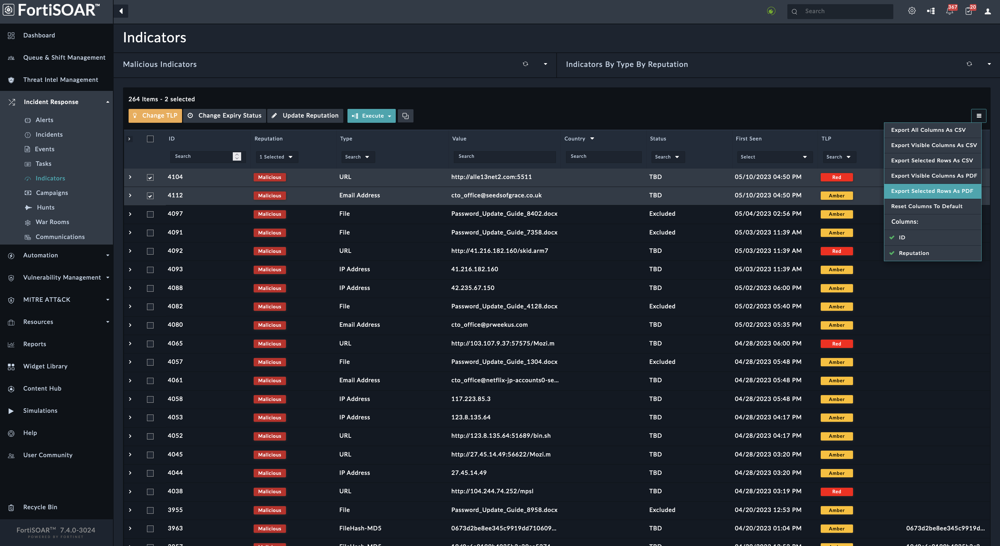 FortiSOAR™
Search
367
20
Dashboard
Queue & Shift Management
Threat Intel Management
Incident Response
Alerts
Incidents
Events
Tasks
Indicators
Campaigns
Hunts
War Rooms
Communications
Automation
Vulnerability Management
MITRE ATT&CK
Resources
Reports
Widget Library
Content Hub
Simulations
Help
User Community
Recycle Bin
FortiSOAR™ 7.4.0-3024
POWERED BY FORTINET
Indicators
Malicious Indicators
Indicators By Type By Reputation
264 Items - 2 selected
Change TLP Change Expiry Status Update Reputation Execute
ID Reputation Type Value Country Status First Seen TLP
Search 1 Selected Search Search Search Search Select Search
4104 Malicious URL http://alle13net2.com:5511 TBD 05/10/2023 04:50 PM Red
4112 Malicious Email Address cto_office@seedsofgrace.co.uk TBD 05/10/2023 04:50 PM Amber
4097 Malicious File Password_Update_Guide_8402.docx Excluded 05/04/2023 02:56 PM Amber
4091 Malicious File Password_Update_Guide_7358.docx Excluded 05/03/2023 11:39 AM Amber
4092 Malicious URL http://41.216.182.160/skid.arm7 TBD 05/03/2023 11:39 AM Red
4093 Malicious IP Address 41.216.182.160 TBD 05/03/2023 11:39 AM Amber
4088 Malicious IP Address 42.235.67.150 TBD 05/02/2023 06:00 PM Amber
4082 Malicious File Password_Update_Guide_4128.docx Excluded 05/02/2023 05:40 PM Amber
4080 Malicious Email Address cto_office@prweekus.com TBD 05/02/2023 05:35 PM Amber
4065 Malicious URL http://103.107.9.37:57575/Mozi.m TBD 04/28/2023 06:00 PM Red
4057 Malicious File Password_Update_Guide_1304.docx Excluded 04/28/2023 05:48 PM Amber
4061 Malicious Email Address cto_office@netflix-jp-accounts0-se... TBD 04/28/2023 05:48 PM Amber
4058 Malicious IP Address 117.223.85.3 TBD 04/28/2023 05:48 PM Amber
4053 Malicious IP Address 123.8.135.64 TBD 04/28/2023 04:17 PM Amber
4052 Malicious URL http://123.8.135.64:51689/bin.sh TBD 04/28/2023 04:17 PM Amber
4045 Malicious URL http://27.45.14.49:56622/Mozi.m TBD 04/28/2023 03:20 PM Amber
4044 Malicious IP Address 27.45.14.49 TBD 04/28/2023 03:20 PM Amber
4038 Malicious URL http://104.244.74.252/mpsl TBD 04/28/2023 03:19 PM Red
3955 Malicious File Password_Update_Guide_8958.docx Excluded 04/20/2023 12:53 PM Amber
3963 Malicious FileHash-MD5 0673d2be8ee345c9919dd710609... TBD 04/20/2023 01:04 PM Amber 0673d2be8ee345c9919d...
Export All Columns As CSV
Export Visible Columns As CSV
Export Selected Rows As CSV
Export Visible Columns As PDF
Export Selected Rows As PDF
Reset Columns To Default
Columns:
ID
Reputation